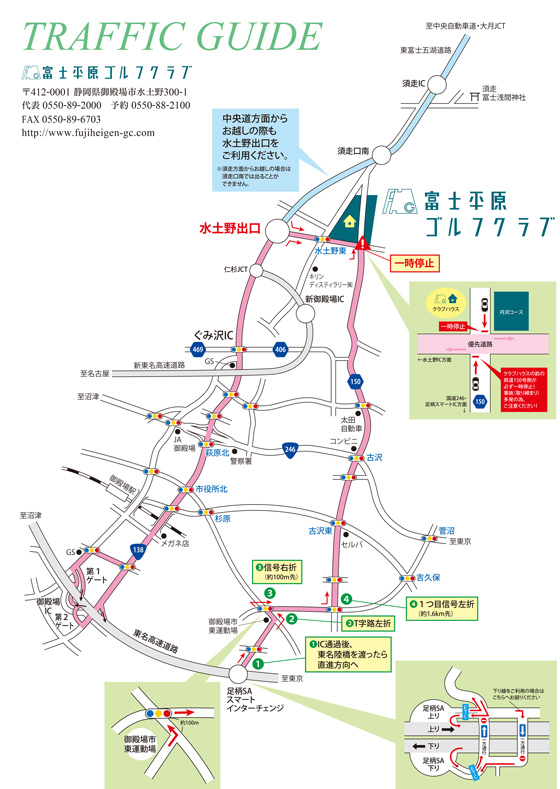 TRAFFIC GUIDE
富士平原ゴルフクラブ
〒412-0001 静岡県御殿場市水土野300-1
代表 0550-89-2000　予約 0550-88-2100
FAX 0550-89-6703
http://www.fujiheigen-gc.com
至中央自動車道・大月JCT
東富士五湖道路
須走IC
須走
富士浅間神社
中央道方面から
お越しの際も
水土野出口を
ご利用ください。
※須走方面からお越しの場合は
須走口南では出ることが
できません。
須走口南
富士平原
ゴルフクラブ
水土野出口
水土野東
一時停止
仁杉JCT
キリン
ディスティラリー㈱
新御殿場IC
クラブハウス
丹沢コース
一時停止
優先道路
←水土野IC方面
クラブハウスの前の
県道150号側が
必ず一時停止!
事故(取り締まり)
多発の為、
ご注意ください!
国道246・
足柄スマートIC方面
↓
150
ぐみ沢IC
469
406
GS
新東名高速道路
至名古屋
150
至沼津
太田
自動車
JA
御殿場
萩原北
警察署
246
コンビニ
古沢
御殿場駅
市役所北
杉原
至沼津
メガネ店
138
古沢東
セルバ
菅沼
至東京
GS
第1
ゲート
御殿場
IC
第2
ゲート
吉久保
❸信号右折
(約100m先)
3
4
❹1つ目信号左折
(約1.6km先)
御殿場市
東運動場
2
❷T字路左折
東名高速道路
1
❶IC通過後、
東名陸橋を渡ったら
直進方向へ
足柄SA
スマート
インターチェンジ
至東京
約100m
御殿場市
東運動場
下り線をご利用の場合は
こちらへお廻りください
足柄SA
上り
上り
下り
足柄SA
下り
一方通行
一方通行